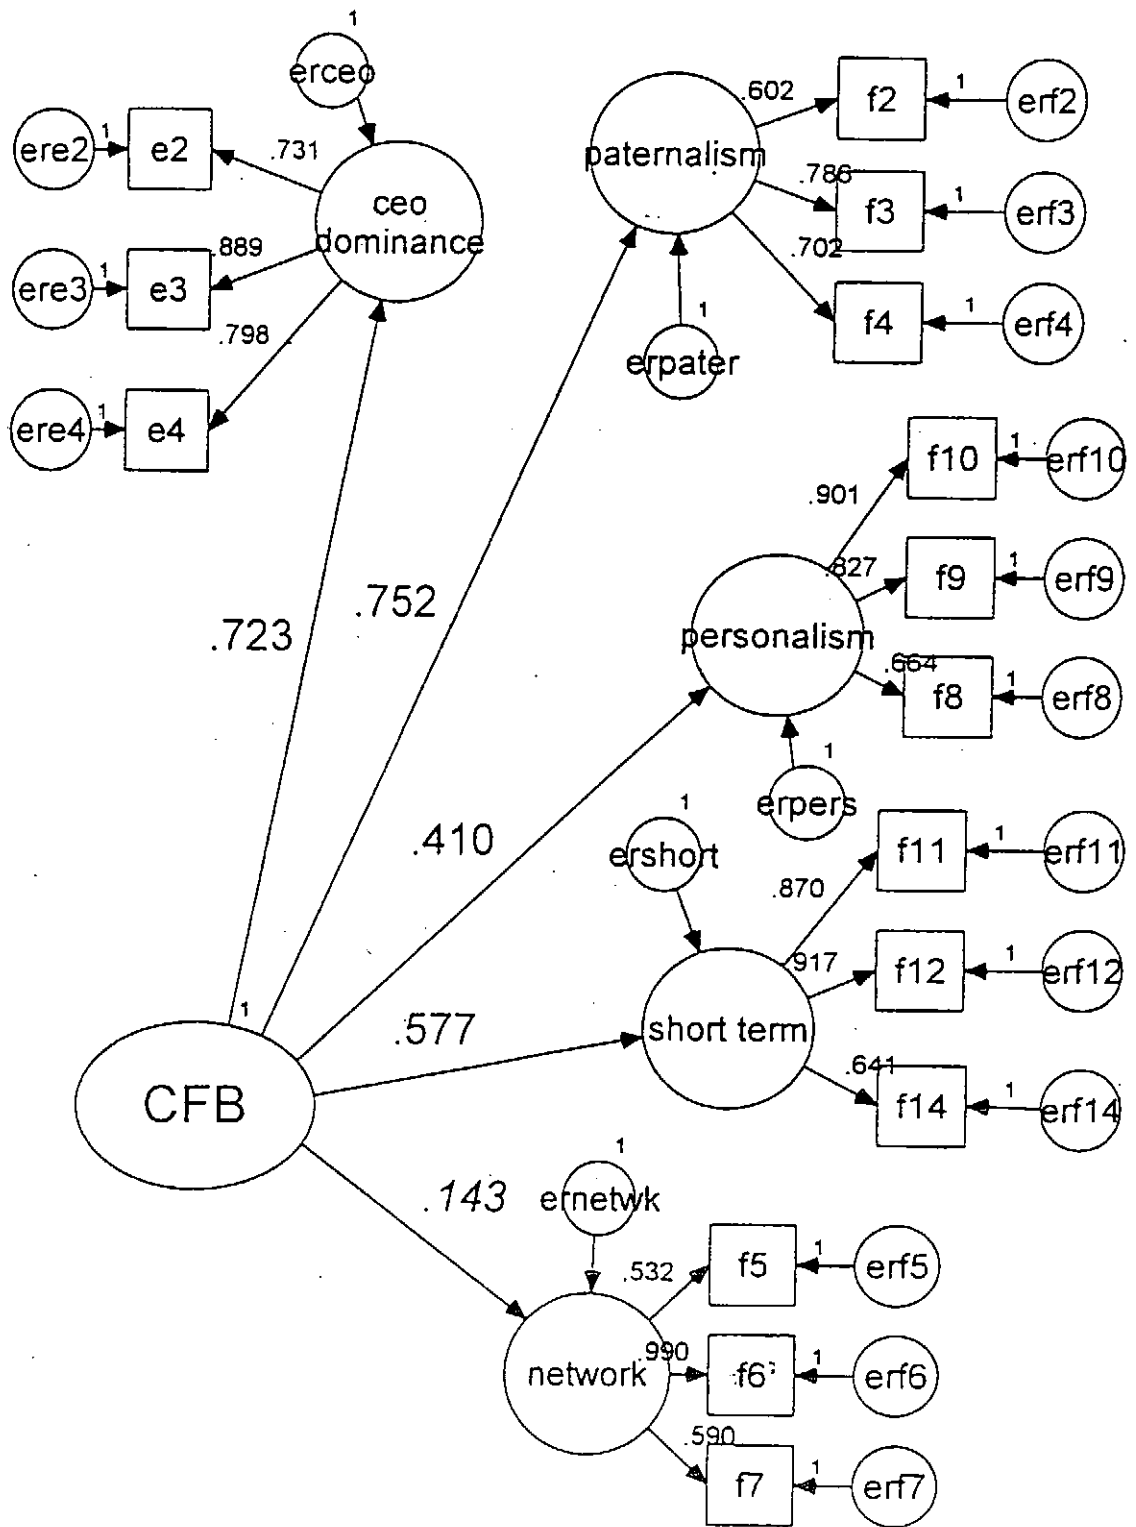 1
erceo
ere2
1
e2
.731
ceo
dominance
ere3
1
e3
.889
ere4
1
e4
.798
paternalism
.602
f2
1
erf2
.786
f3
1
erf3
.702
f4
1
erf4
1
erpater
personalism
.901
f10
1
erf10
.827
f9
1
erf9
.664
f8
1
erf8
1
erpers
.723
.752
.410
.577
.143
1
CFB
1
ershort
short term
.870
f11
1
erf11
.917
f12
1
erf12
.641
f14
1
erf14
1
ernetwk
network
.532
f5
1
erf5
.990
f6
1
erf6
.590
f7
1
erf7